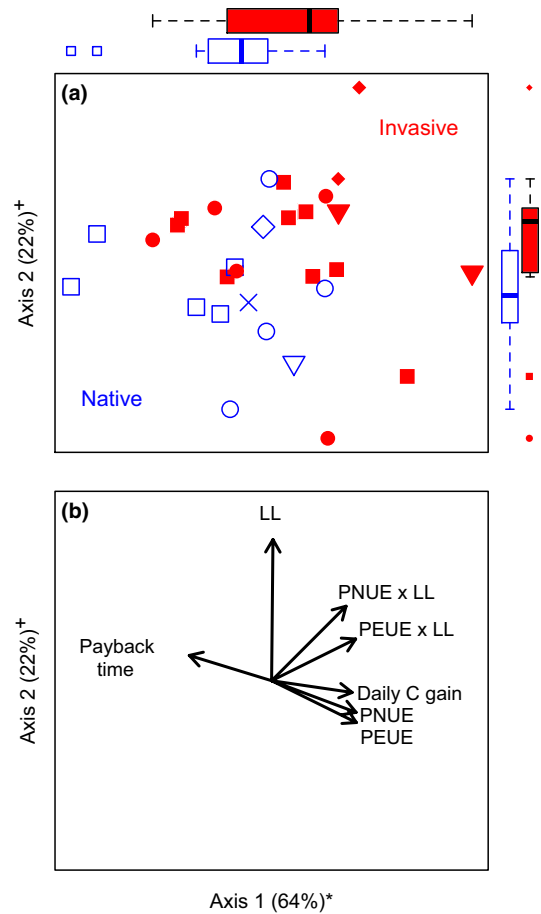 (a)
Invasive
Axis 2 (22%)+
Native
(b)
LL
PNUE x LL
PEUE x LL
Payback
time
Daily C gain
PNUE
PEUE
Axis 2 (22%)+
Axis 1 (64%)*